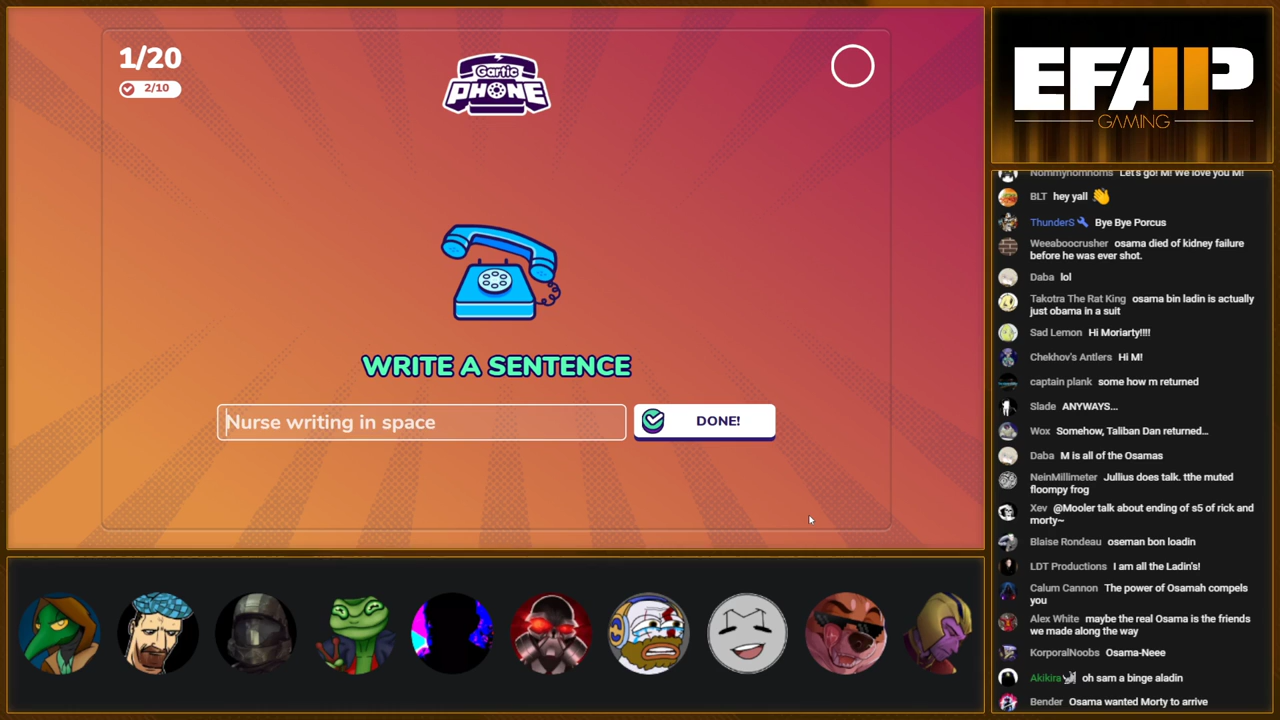 1/20
2/10
Gartic
PHONE
WRITE A SENTENCE
Nurse writing in space
DONE!
EFAP
GAMING
Nommynomnoms Let's go! M! We love you M!
BLT hey yall
ThunderS Bye Bye Porcus
Weeaboocrusher osama died of kidney failure
before he was ever shot.
Daba lol
Takotra The Rat King osama bin ladin is actually
just obama in a suit
Sad Lemon Hi Moriarty!!!!
Chekhov's Antlers Hi M!
captain plank some how m returned
Slade ANYWAYS...
Wox Somehow, Taliban Dan returned...
Daba M is all of the Osamas
NeinMillimeter Jullius does talk. tthe muted
floompy frog
Xev @Mooler talk about ending of s5 of rick and
morty~
Blaise Rondeau oseman bon loadin
LDT Productions I am all the Ladin's!
Calum Cannon The power of Osamah compels
you
Alex White maybe the real Osama is the friends
we made along the way
KorporalNoobs Osama-Neee
Akikira oh sam a binge aladin
Bender Osama wanted Morty to arrive